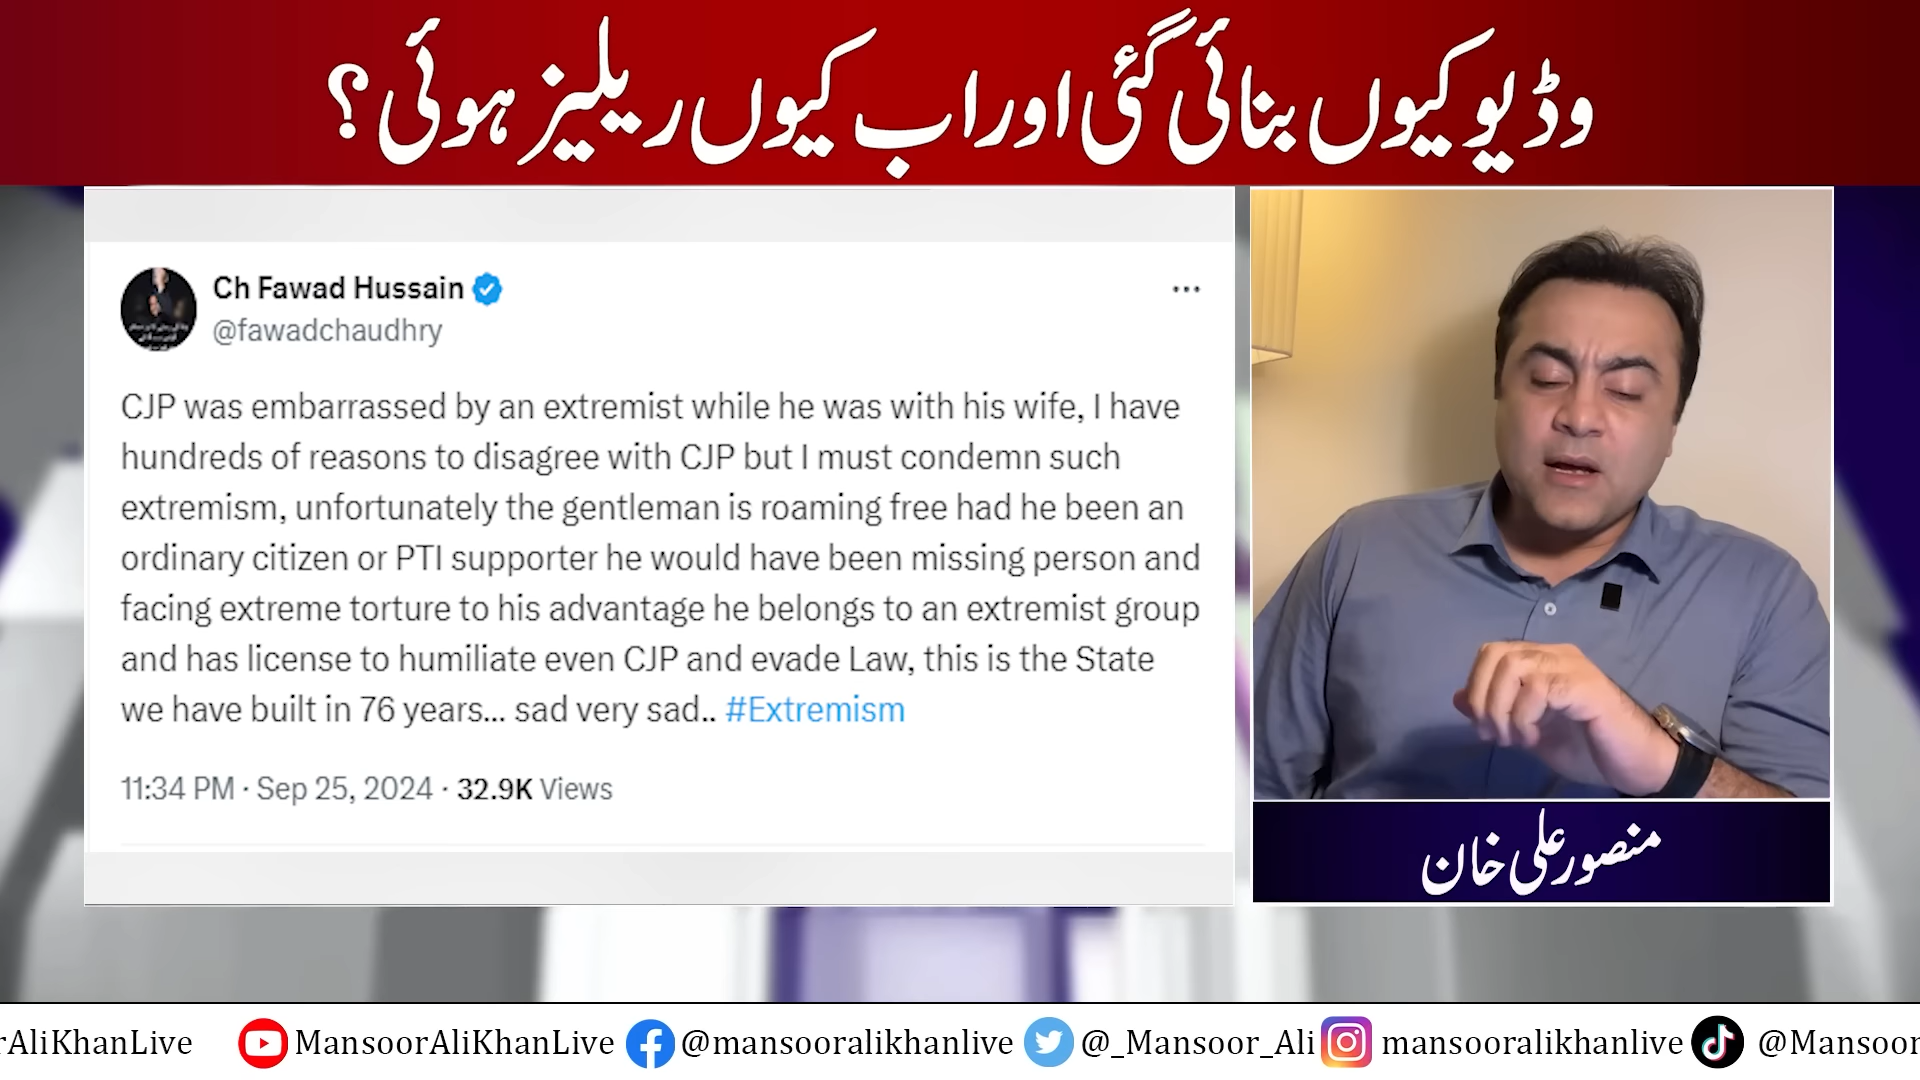 وڈیو کیوں بنائی گئی اور اب کیوں ریلیز ہوئی؟
Ch Fawad Hussain
@fawadchaudhry
CJP was embarrassed by an extremist while he was with his wife, I have
hundreds of reasons to disagree with CJP but I must condemn such
extremism, unfortunately the gentleman is roaming free had he been an
ordinary citizen or PTI supporter he would have been missing person and
facing extreme torture to his advantage he belongs to an extremist group
and has license to humiliate even CJP and evade Law, this is the State
we have built in 76 years... sad very sad.. #Extremism
11:34 PM · Sep 25, 2024 · 32.9K Views
منصور علی خان
rAliKhanLive MansoorAliKhanLive @mansooralikhanlive @_Mansoor_Ali mansooralikhanlive @Mansoor